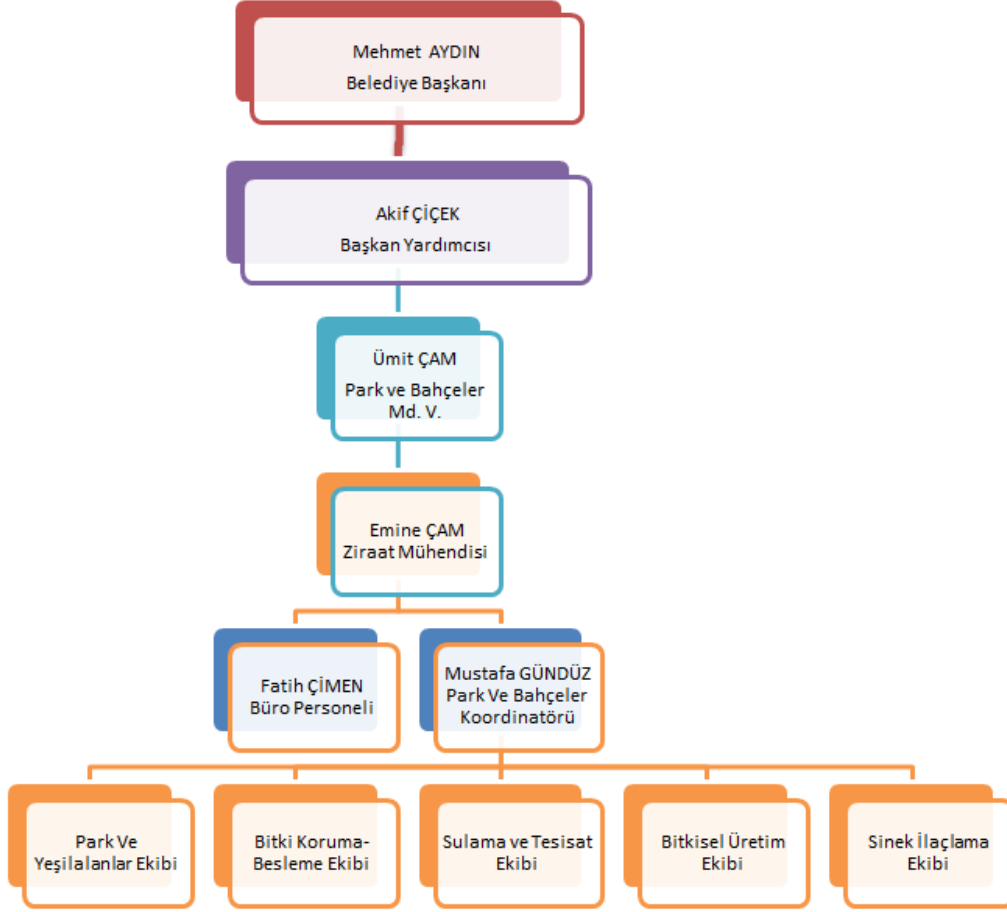 Mehmet AYDIN
Belediye Başkanı
Akif ÇİÇEK
Başkan Yardımcısı
Ümit ÇAM
Park ve Bahçeler
Md. V.
Emine ÇAM
Ziraat Mühendisi
Fatih ÇİMEN
Büro Personeli
Mustafa GÜNDÜZ
Park Ve Bahçeler
Koordinatörü
Park Ve
Yeşilalanlar Ekibi
Bitki Koruma-
Besleme Ekibi
Sulama ve Tesisat
Ekibi
Bitkisel Üretim
Ekibi
Sinek İlaçlama
Ekibi